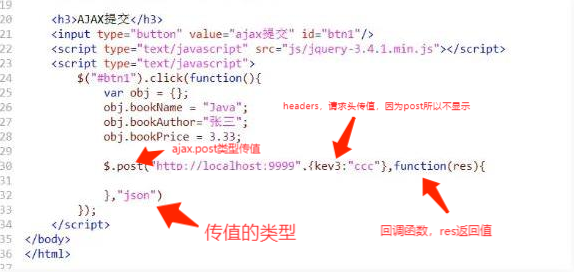 19
20 <h3>AJAX提交</h3>
21 <input type="button" value="ajax提交" id="btn1"/>
22 <script type="text/javascript" src="js/jquery-3.4.1.min.js"></script>
23 <script type="text/javascript">
24 $("#btn1").click(function(){
25 var obj = {};
26 obj.bookName = "Java";
headers，请求头传值，因为post所以不显示
27 obj.bookAuthor="张三";
28 obj.bookPrice = 3.33;
29 ajax.post类型传值
30 $.post("http://localhost:9999",{key3:"ccc"},function(res){
31
32 },"json")
33 });
传值的类型
回调函数，res返回值
34 </script>
35 </body>
36 </html>
37